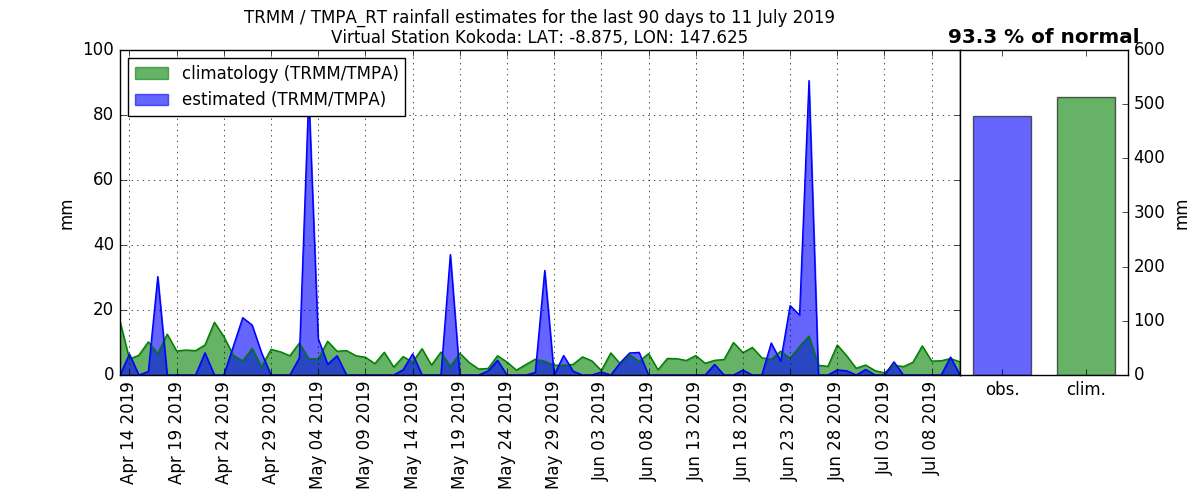 TRMM / TMPA_RT rainfall estimates for the last 90 days to 11 July 2019
Virtual Station Kokoda: LAT: -8.875, LON: 147.625
93.3 % of normal
climatology (TRMM/TMPA)
estimated (TRMM/TMPA)
mm
100
80
60
40
20
0
Apr 14 2019
Apr 19 2019
Apr 24 2019
Apr 29 2019
May 04 2019
May 09 2019
May 14 2019
May 19 2019
May 24 2019
May 29 2019
Jun 03 2019
Jun 08 2019
Jun 13 2019
Jun 18 2019
Jun 23 2019
Jun 28 2019
Jul 03 2019
Jul 08 2019
obs.
clim.
600
500
400
300
200
100
0
mm